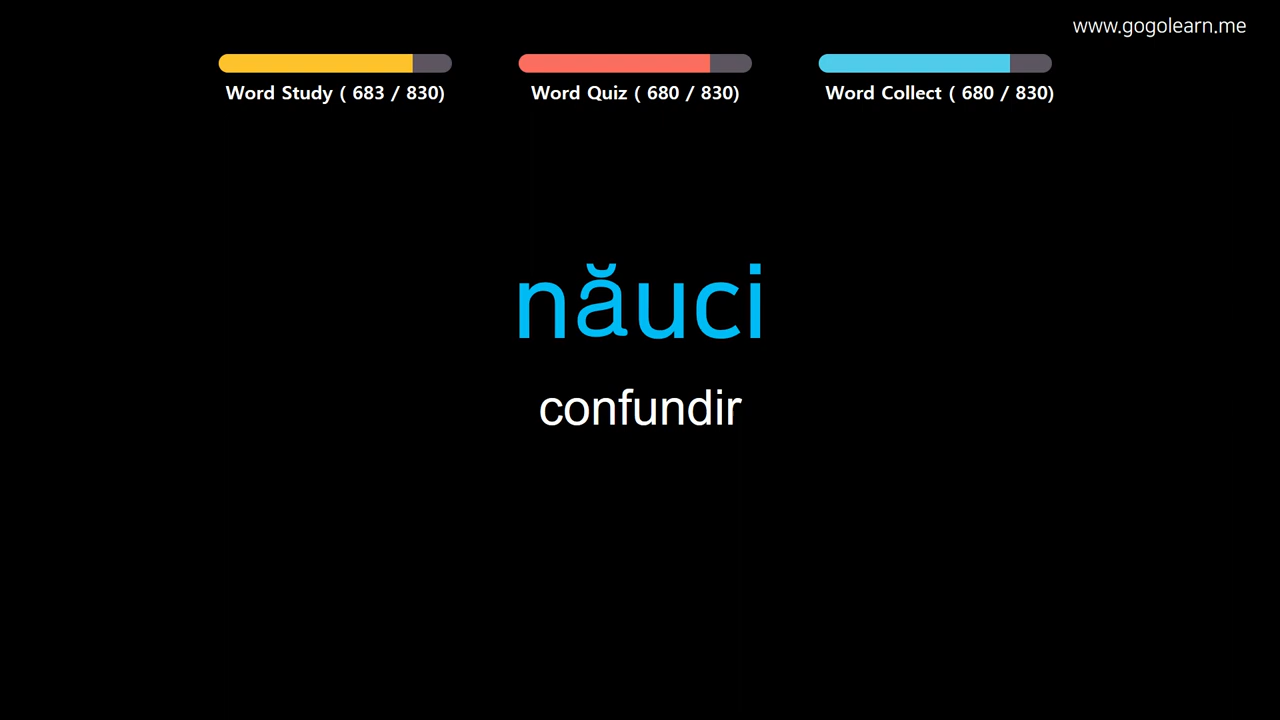 www.gogolearn.me
Word Study ( 683 / 830)
Word Quiz ( 680 / 830)
Word Collect ( 680 / 830)
năuci
confundir